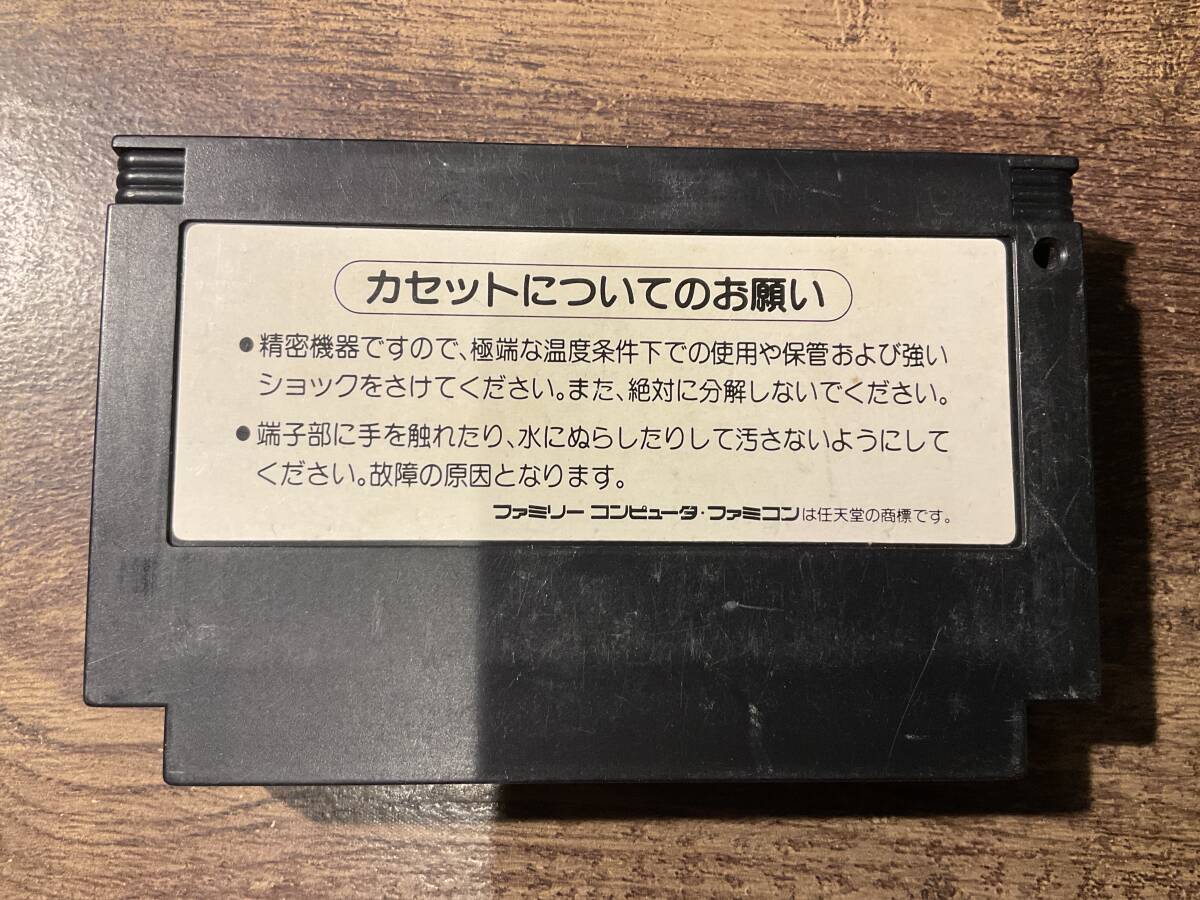 カセットについてのお願い
●精密機器ですので、極端な温度条件下での使用や保管および強い
ショックをさけてください。また、絶対に分解しないでください。
●端子部に手を触れたり、水にぬらしたりして汚さないようにして
ください。故障の原因となります。
ファミリー コンピュータ・ファミコンは任天堂の商標です。